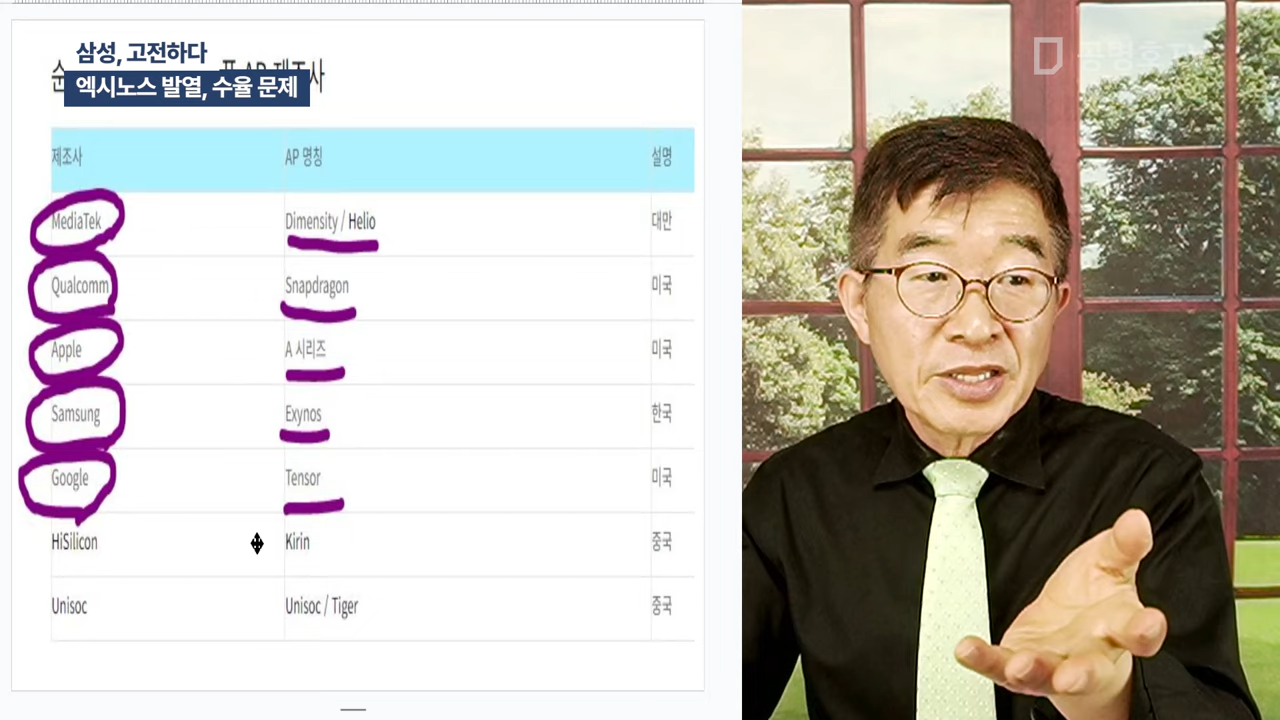 삼성, 고전하다
엑시노스 발열, 수율 문제
제조사 AP 명칭 설명
MediaTek Dimensity / Helio 대만
Qualcomm Snapdragon 미국
Apple A 시리즈 미국
Samsung Exynos 한국
Google Tensor 미국
HiSilicon Kirin 중국
Unisoc Unisoc / Tiger 중국